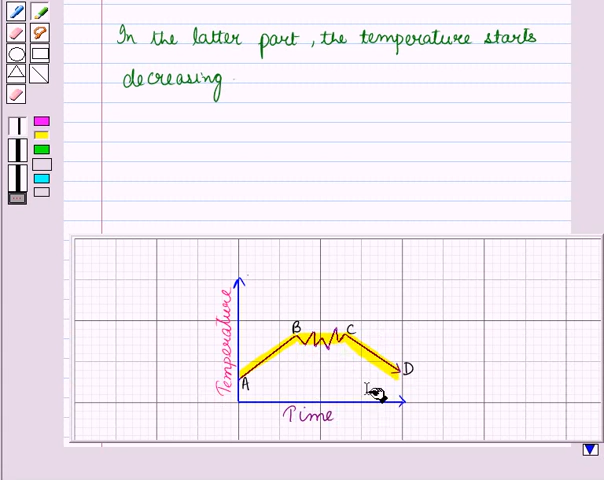 In the latter part, the temperature starts
decreasing
Temperature
B
C
A
D
Time